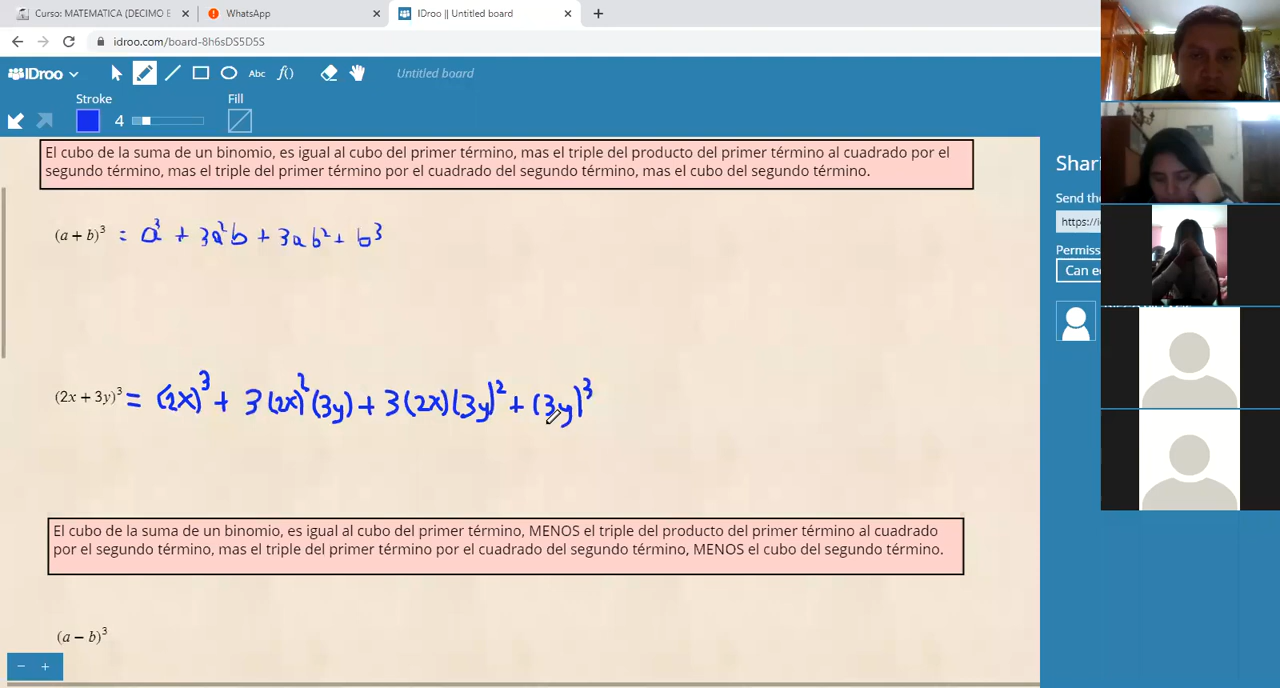 Curso: MATEMATICA (DECIMO E
WhatsApp
IDroo || Untitled board
idroo.com/board-8h6sDS5D5S
IDroo
Abc
f()
Untitled board
Stroke
Fill
4
El cubo de la suma de un binomio, es igual al cubo del primer término, mas el triple del producto del primer término al cuadrado por el
segundo término, mas el triple del primer término por el cuadrado del segundo término, mas el cubo del segundo término.
Shari
Send the
https://i
Permiss
Can e
(a + b)³ = a³ + 3a²b + 3ab² + b³
(2x + 3y)³ = (2x)³ + 3(2x)²(3y) + 3(2x)(3y)² + (3y)³
El cubo de la suma de un binomio, es igual al cubo del primer término, MENOS el triple del producto del primer término al cuadrado
por el segundo término, mas el triple del primer término por el cuadrado del segundo término, MENOS el cubo del segundo término.
(a − b)³